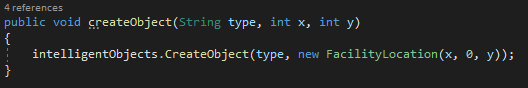 4 references
public void createObject(String type, int x, int y)
{
intelligentObjects.CreateObject(type, new FacilityLocation(x, 0, y));
}